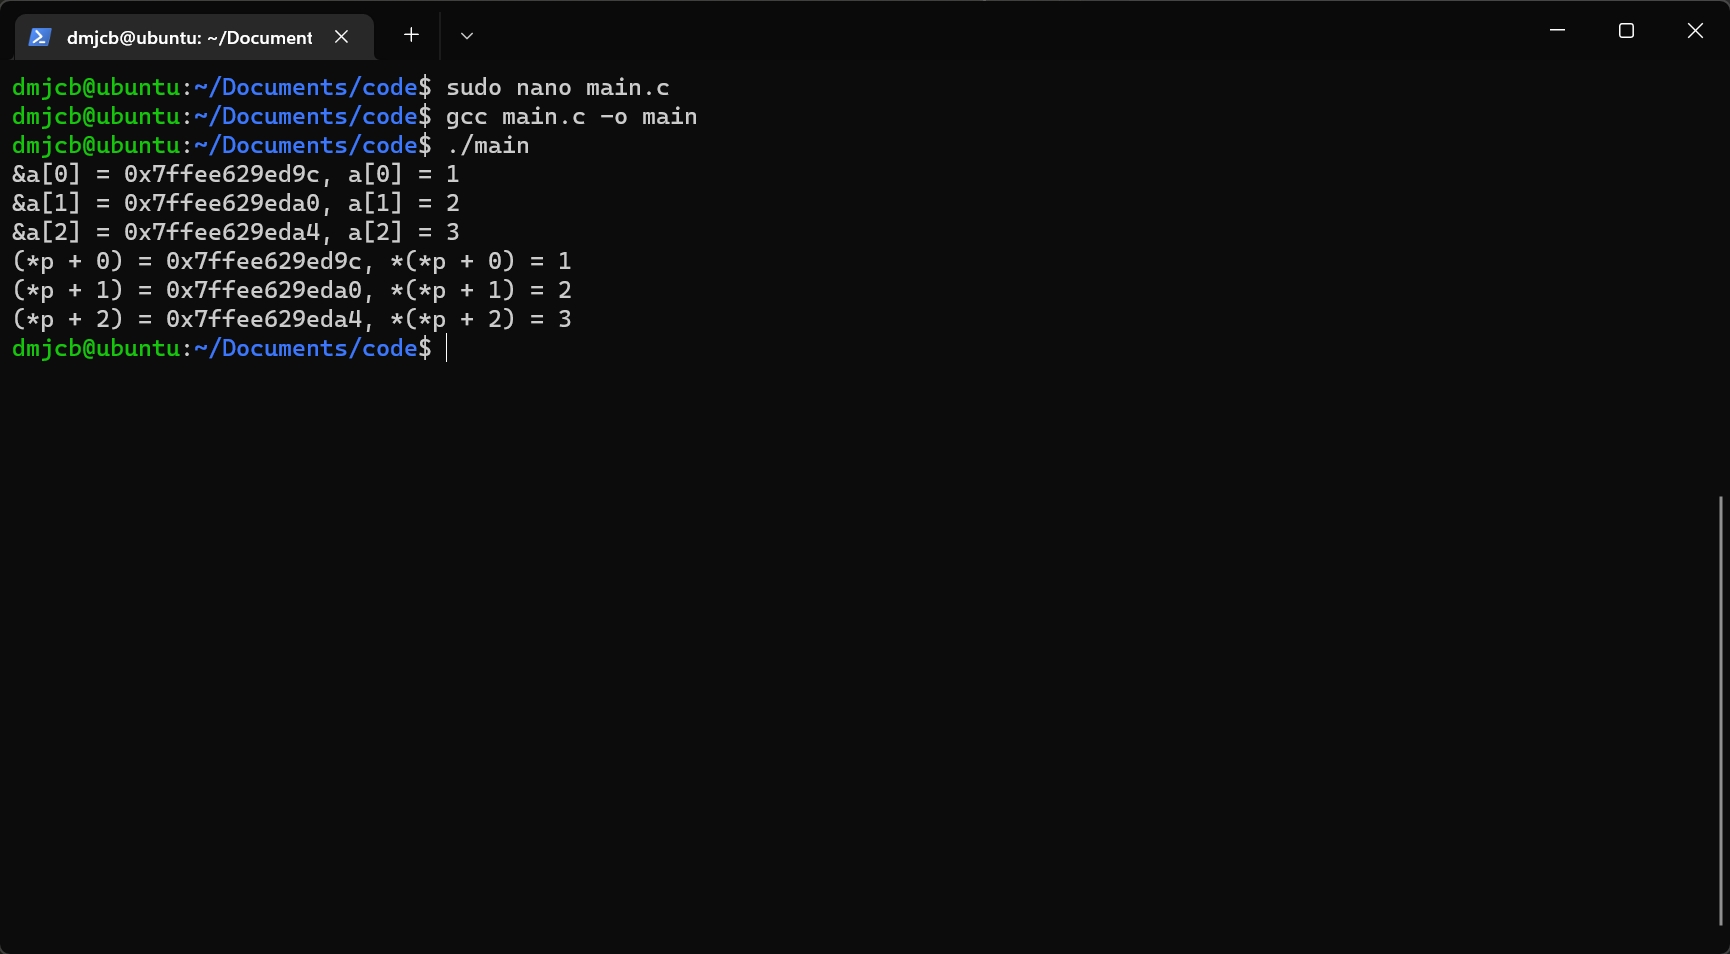 dmjcb@ubuntu: ~/Document
dmjcb@ubuntu:~/Documents/code$ sudo nano main.c
dmjcb@ubuntu:~/Documents/code$ gcc main.c -o main
dmjcb@ubuntu:~/Documents/code$ ./main
&a[0] = 0x7ffee629ed9c, a[0] = 1
&a[1] = 0x7ffee629eda0, a[1] = 2
&a[2] = 0x7ffee629eda4, a[2] = 3
(*p + 0) = 0x7ffee629ed9c, *(*p + 0) = 1
(*p + 1) = 0x7ffee629eda0, *(*p + 1) = 2
(*p + 2) = 0x7ffee629eda4, *(*p + 2) = 3
dmjcb@ubuntu:~/Documents/code$